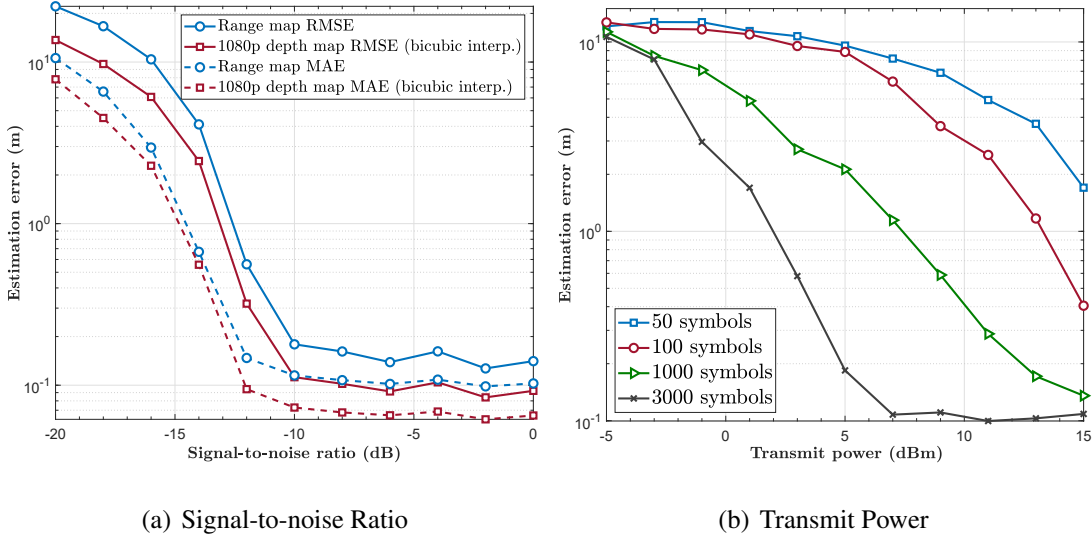 Range map RMSE
1080p depth map RMSE (bicubic interp.)
Range map MAE
1080p depth map MAE (bicubic interp.)
10^1
10^0
10^-1
Estimation error (m)
-20
-15
-10
-5
0
Signal-to-noise ratio (dB)
(a) Signal-to-noise Ratio
10^1
10^0
10^-1
Estimation error (m)
50 symbols
100 symbols
1000 symbols
3000 symbols
-5
0
5
10
15
Transmit power (dBm)
(b) Transmit Power